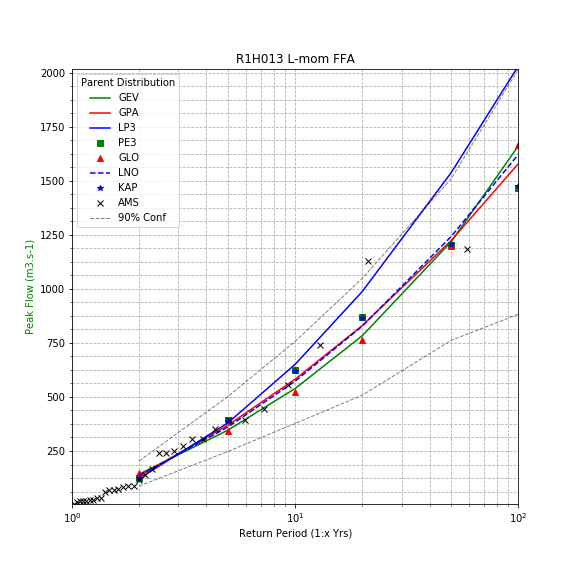 R1H013 L-mom FFA
Parent Distribution
GEV
GPA
LP3
PE3
GLO
LNO
KAP
AMS
90% Conf
2000
1750
1500
1250
1000
750
500
250
Peak Flow (m3.s-1)
10⁰ 10¹ 10²
Return Period (1:x Yrs)